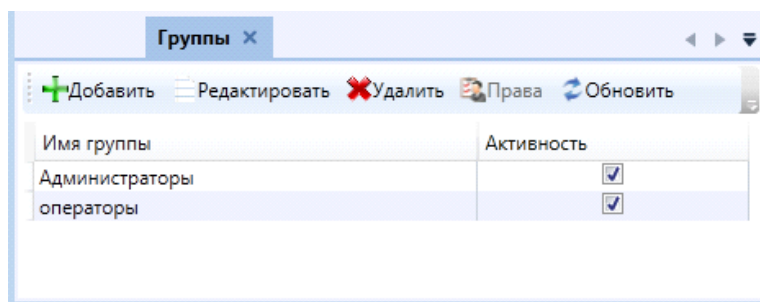 Группы
Добавить Редактировать Удалить Права Обновить
Имя группы Активность
Администраторы
операторы